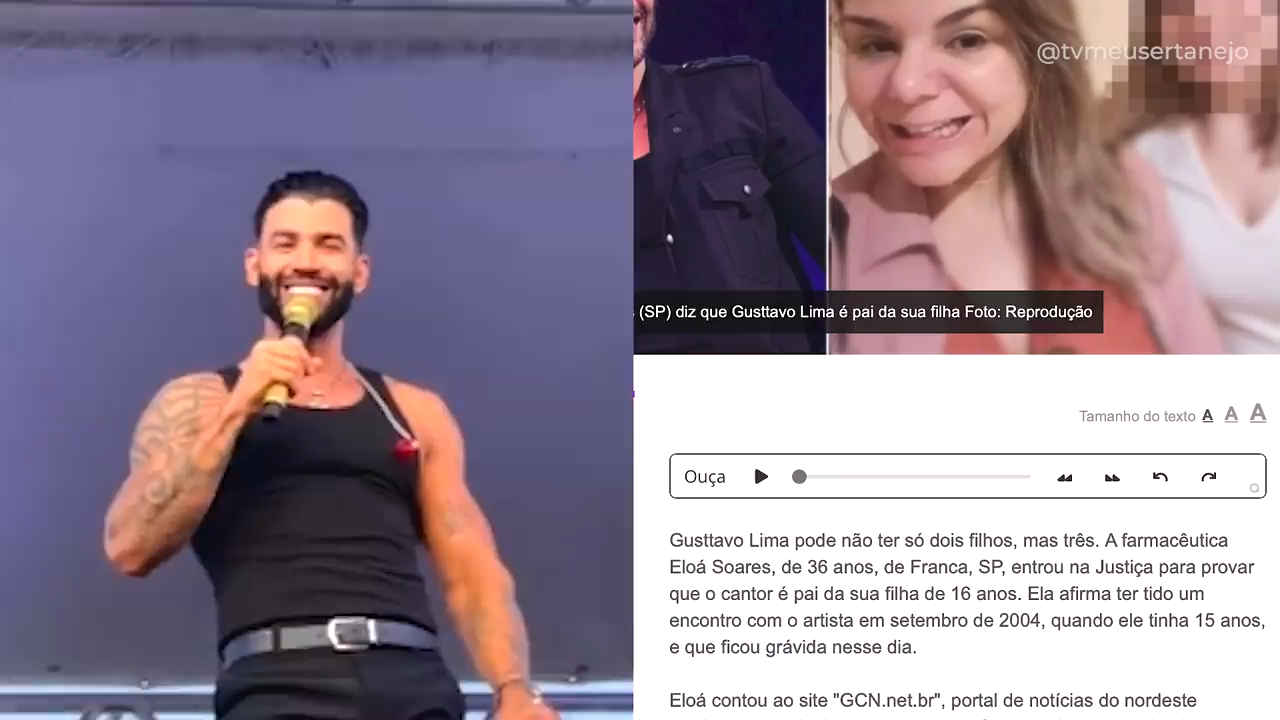 @tvmeusertanejo
(SP) diz que Gusttavo Lima é pai da sua filha Foto: Reprodução
Tamanho do texto A A A
Ouça
Gusttavo Lima pode não ter só dois filhos, mas três. A farmacêutica
Eloá Soares, de 36 anos, de Franca, SP, entrou na Justiça para provar
que o cantor é pai da sua filha de 16 anos. Ela afirma ter tido um
encontro com o artista em setembro de 2004, quando ele tinha 15 anos,
e que ficou grávida nesse dia.
Eloá contou ao site "GCN.net.br", portal de notícias do nordeste